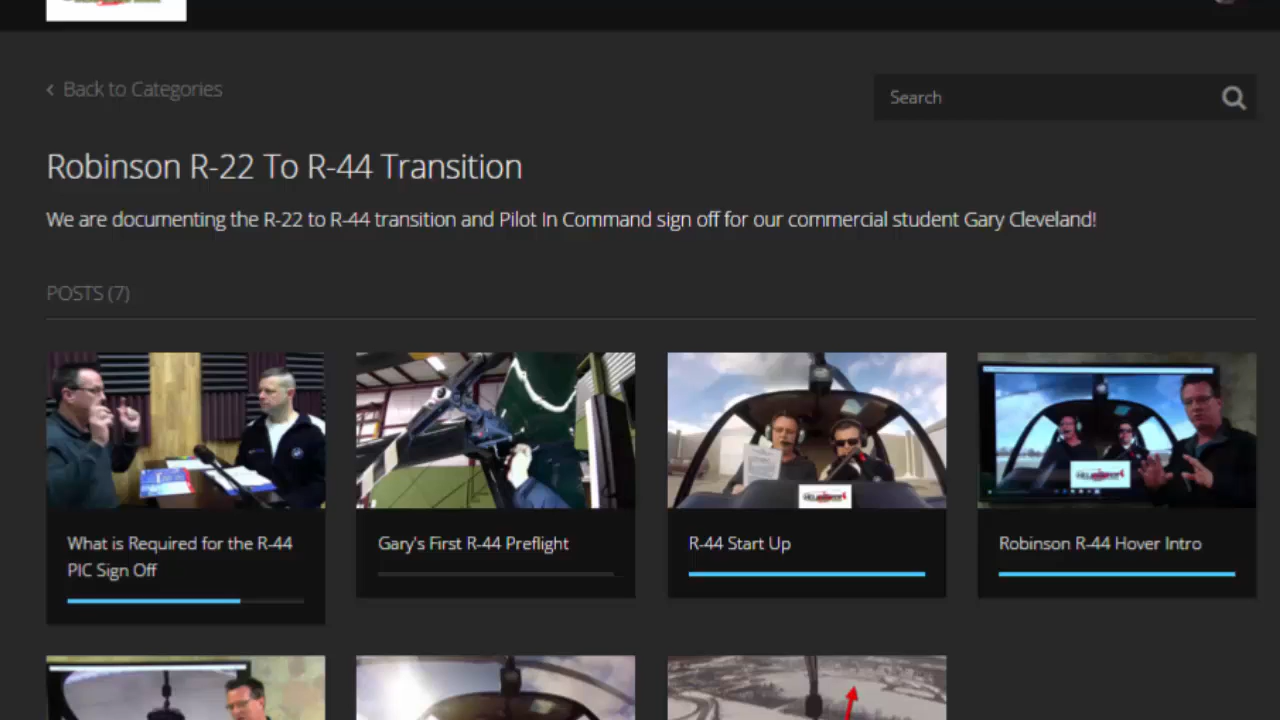 ‹ Back to Categories
Search
Robinson R-22 To R-44 Transition
We are documenting the R-22 to R-44 transition and Pilot In Command sign off for our commercial student Gary Cleveland!
POSTS (7)
What is Required for the R-44
PIC Sign Off
Gary's First R-44 Preflight
R-44 Start Up
Robinson R-44 Hover Intro